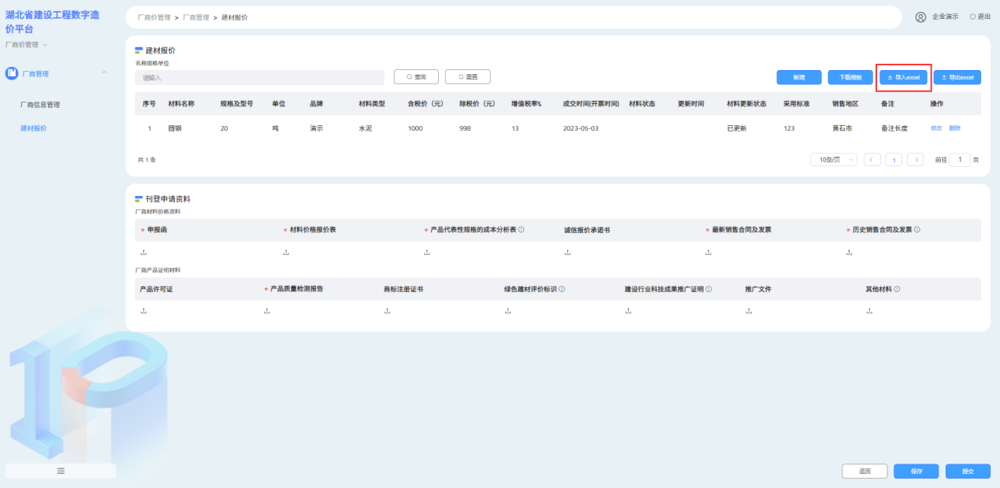 湖北省建设工程数字造
价平台
厂商价管理
厂商管理
厂商信息管理
建材报价
厂商价管理 > 厂商管理 > 建材报价
企业演示 退出
建材报价
名称规格单位
请输入 查询 重置 新增 下载模板 导入excel 导出excel
序号 材料名称 规格及型号 单位 品牌 材料类型 含税价（元） 除税价（元） 增值税率% 成交时间(开票时间) 材料状态 更新时间 材料更新状态 采用标准 销售地区 备注 操作
1 圆钢 20 吨 演示 水泥 1000 998 13 2023-05-03 已更新 123 黄石市 备注长度 修改 删除
共 1 条 10条/页 < 1 > 前往 1 页
刊登申请资料
厂商材料价格资料
* 申报函 * 材料价格报价表 * 产品代表性规格的成本分析表 诚信报价承诺书 * 最新销售合同及发票 * 历史销售合同及发票
厂商产品证明材料
产品许可证 * 产品质量检测报告 商标注册证书 绿色建材评价标识 建设行业科技成果推广证明 推广文件 其他材料
返回 保存 提交